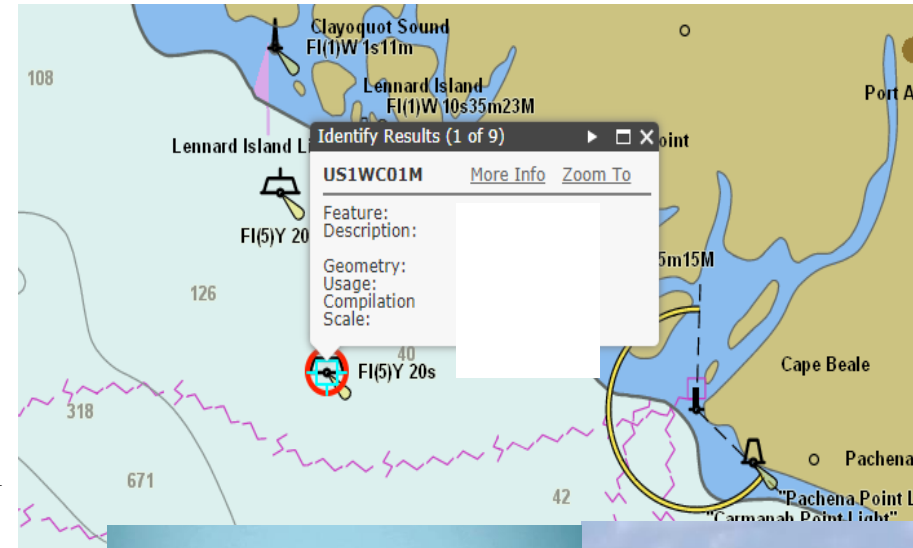 Clayoquot Sound
Fl(1)W 1s11m
108
Lennard Island
Fl(1)W 10s35m23M
Port A
Lennard Island L
Identify Results (1 of 9)
oint
US1WC01M More Info Zoom To
Feature:
Description:
Fl(5)Y 20
Geometry:
5m15M
Usage:
126
Compilation
Scale:
40
Fl(5)Y 20s
Cape Beale
318
Pachena
671
42
"Pachena Point L
"Carmanah Point Light"